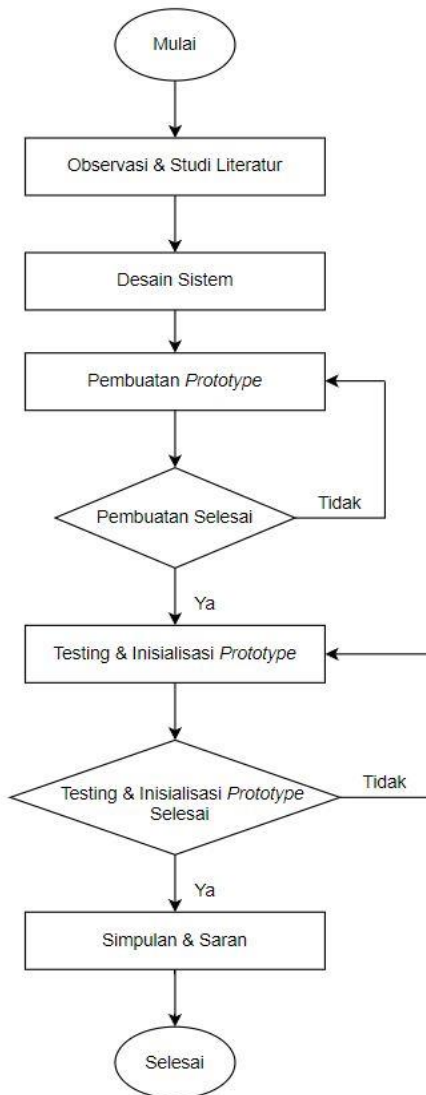 Mulai
Observasi & Studi Literatur
Desain Sistem
Pembuatan Prototype
Pembuatan Selesai
Tidak
Ya
Testing & Inisialisasi Prototype
Testing & Inisialisasi Prototype
Selesai
Tidak
Ya
Simpulan & Saran
Selesai